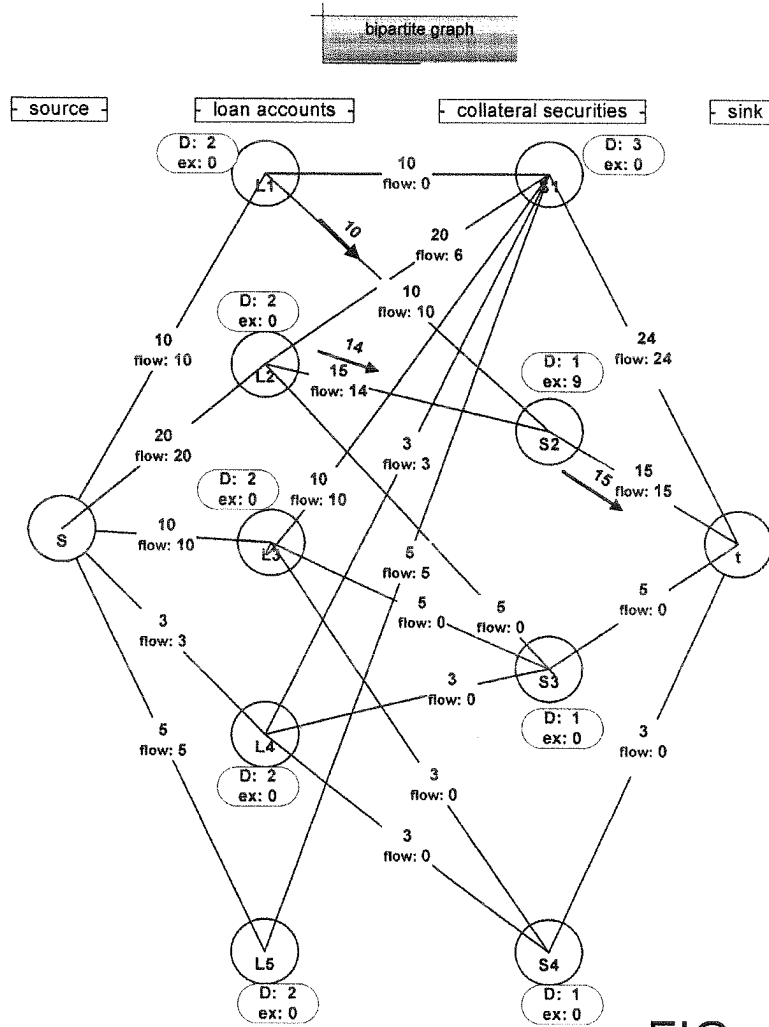 bipartite graph
source
loan accounts
collateral securities
sink
D: 2
ex: 0
L1
10
flow: 0
D: 3
ex: 0
S1
10
20
flow: 6
D: 2
ex: 0
L2
10
flow: 10
14
15
flow: 14
10
flow: 10
24
flow: 24
D: 1
ex: 9
S2
20
flow: 20
D: 2
ex: 0
L3
10
flow: 10
3
flow: 3
15
15
flow: 15
S
10
flow: 10
t
5
flow: 5
5
flow: 0
5
flow: 0
5
flow: 0
3
flow: 3
S3
D: 1
ex: 0
3
flow: 0
5
flow: 5
L4
D: 2
ex: 0
3
flow: 0
3
flow: 0
3
flow: 0
L5
D: 2
ex: 0
S4
D: 1
ex: 0